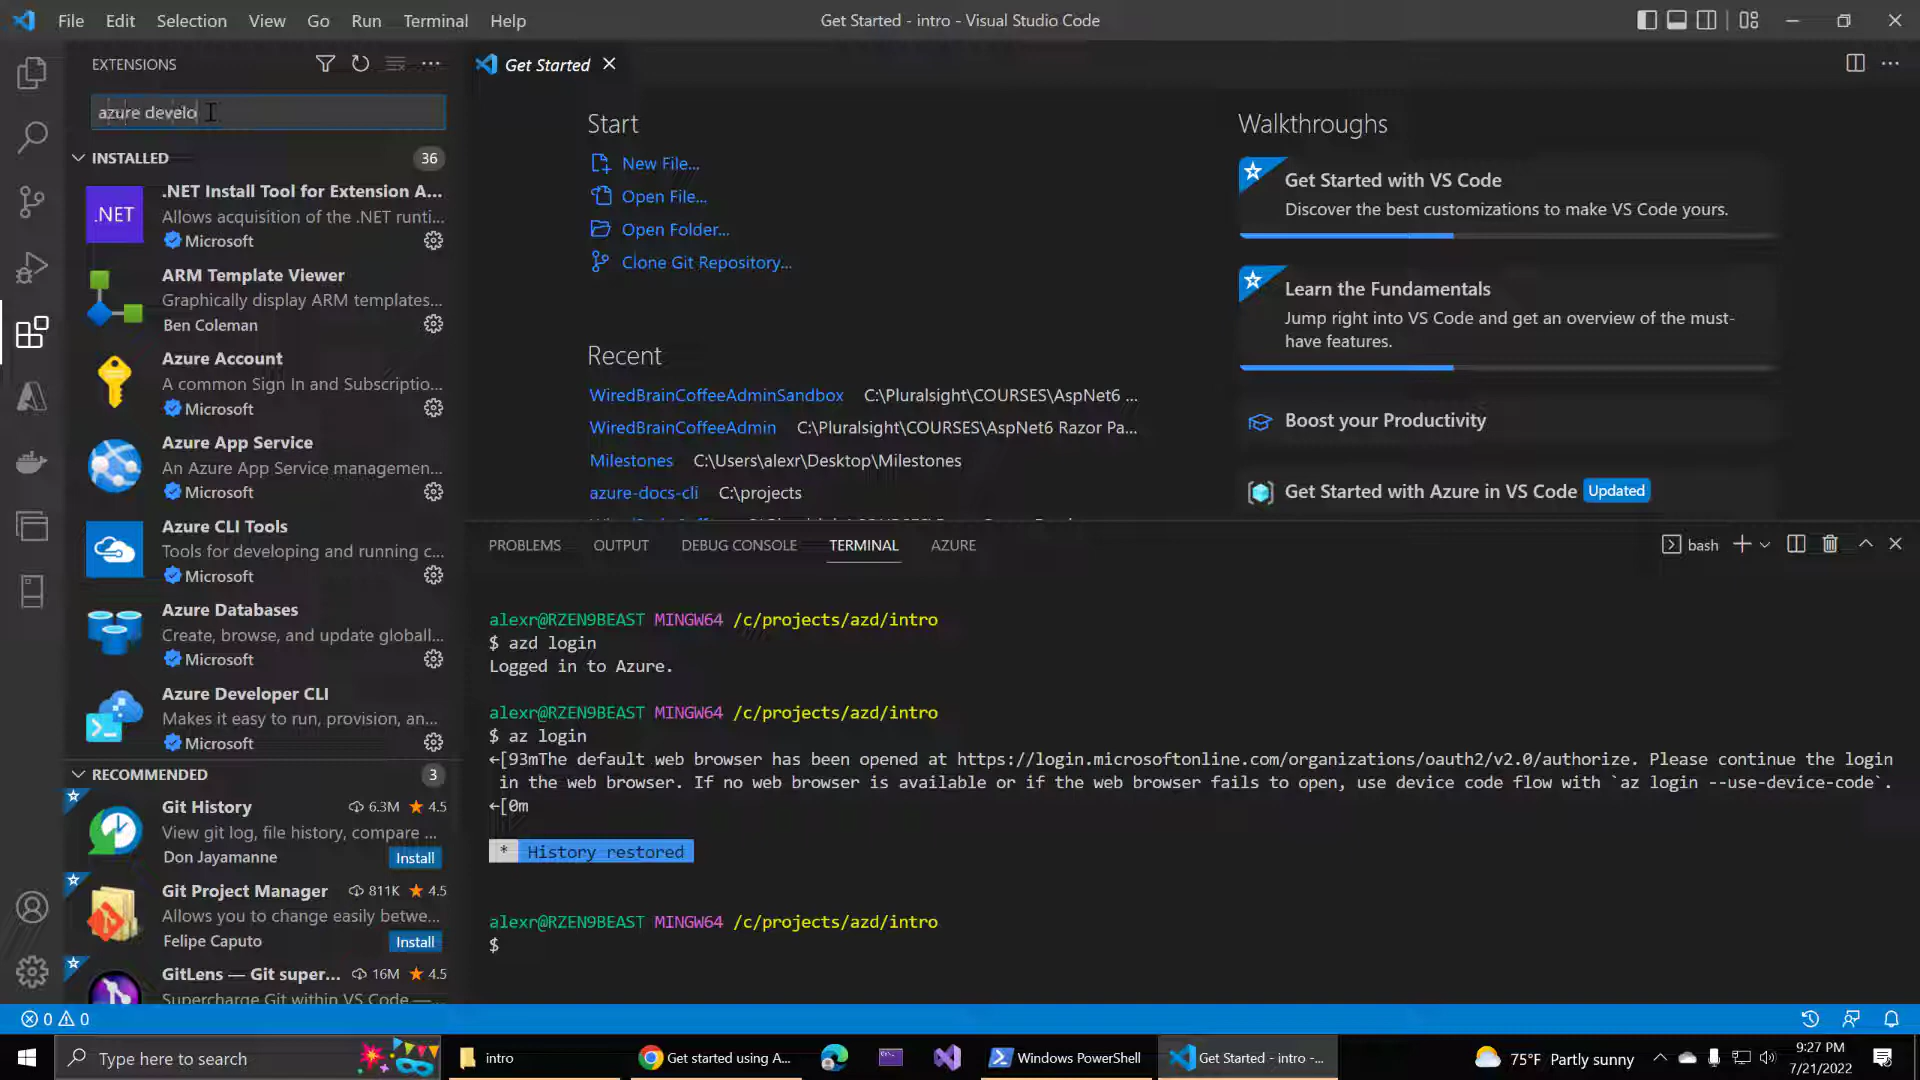 File Edit Selection View Go Run Terminal Help
Get Started - intro - Visual Studio Code
EXTENSIONS
azure develo
INSTALLED 36
.NET
.NET Install Tool for Extension A...
Allows acquisition of the .NET runti...
Microsoft
ARM Template Viewer
Graphically display ARM templates...
Ben Coleman
Azure Account
A common Sign In and Subscriptio...
Microsoft
Azure App Service
An Azure App Service managemen...
Microsoft
Azure CLI Tools
Tools for developing and running c...
Microsoft
Azure Databases
Create, browse, and update globall...
Microsoft
Azure Developer CLI
Makes it easy to run, provision, an...
Microsoft
RECOMMENDED 3
Git History 6.3M 4.5
View git log, file history, compare ...
Don Jayamanne Install
Git Project Manager 811K 4.5
Allows you to change easily betwe...
Felipe Caputo Install
GitLens — Git super... 16M 4.5
Supercharge Git within VS Code —...
Get Started
Start
New File...
Open File...
Open Folder...
Clone Git Repository...
Recent
WiredBrainCoffeeAdminSandbox C:\Pluralsight\COURSES\AspNet6 ...
WiredBrainCoffeeAdmin C:\Pluralsight\COURSES\AspNet6 Razor Pa...
Milestones C:\Users\alexr\Desktop\Milestones
azure-docs-cli C:\projects
Walkthroughs
Get Started with VS Code
Discover the best customizations to make VS Code yours.
Learn the Fundamentals
Jump right into VS Code and get an overview of the must-
have features.
Boost your Productivity
Get Started with Azure in VS Code Updated
PROBLEMS OUTPUT DEBUG CONSOLE TERMINAL AZURE
bash
alexr@RZEN9BEAST MINGW64 /c/projects/azd/intro
$ azd login
Logged in to Azure.
alexr@RZEN9BEAST MINGW64 /c/projects/azd/intro
$ az login
←[93mThe default web browser has been opened at https://login.microsoftonline.com/organizations/oauth2/v2.0/authorize. Please continue the login
in the web browser. If no web browser is available or if the web browser fails to open, use device code flow with `az login --use-device-code`.
←[0m
* History restored
alexr@RZEN9BEAST MINGW64 /c/projects/azd/intro
$
0 0
Type here to search
intro
Get started using A...
Windows PowerShell
Get Started - intro -...
75°F Partly sunny
9:27 PM
7/21/2022